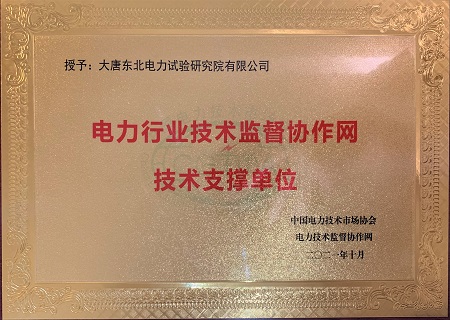 授予：大唐东北电力试验研究院有限公司
电力行业技术监督协作网
技术支撑单位
中国电力技术市场协会
电力技术监督协作网
二〇二一年十月